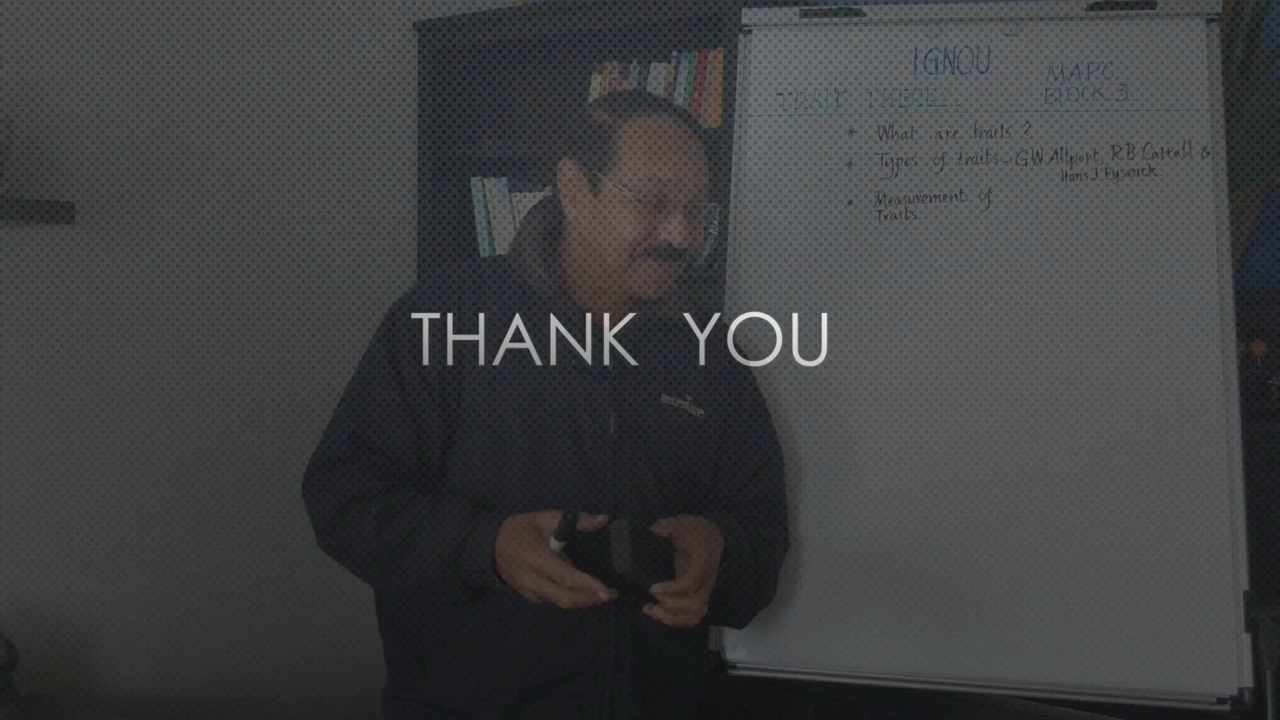 IGNOU
MAPC
BLOCK 3.
TRAIT THEORY
* What are traits ?
* Types of traits - GW Allport, R B Cattell &
Hans J Eysenck.
* Measurement of
Traits
THANK YOU